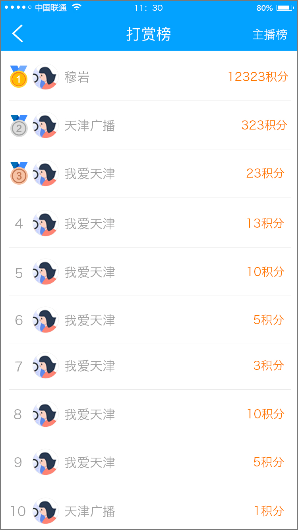 中国联通 11：30 80%
打赏榜 主播榜
1 穆岩 12323积分
2 天津广播 323积分
3 我爱天津 23积分
4 我爱天津 13积分
5 我爱天津 10积分
6 我爱天津 5积分
7 我爱天津 3积分
8 我爱天津 10积分
9 我爱天津 5积分
10 天津广播 1积分